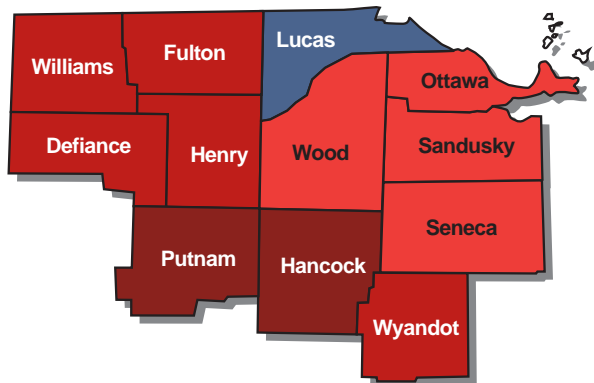 Lucas
Fulton
Williams
Ottawa
Defiance
Henry
Wood
Sandusky
Seneca
Putnam
Hancock
Wyandot